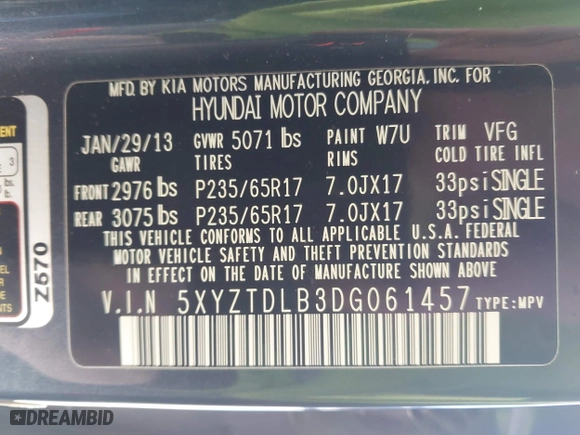 MFD. BY KIA MOTORS MANUFACTURING GEORGIA, INC. FOR
HYUNDAI MOTOR COMPANY
JAN/29/13 GVWR 5071 lbs PAINT W7U TRIM VFG
GAWR TIRES RIMS COLD TIRE INFL
FRONT 2976 lbs P235/65R17 7.0JX17 33psi SINGLE
REAR 3075 lbs P235/65R17 7.0JX17 33psi SINGLE
THIS VEHICLE CONFORMS TO ALL APPLICABLE U.S.A. FEDERAL
MOTOR VEHICLE SAFETY AND THEFT PREVENTION STANDARDS
IN EFFECT ON THE DATE OF MANUFACTURE SHOWN ABOVE.
V.I.N 5XYZTDLB3DG061457 TYPE:MPV
Z570
3
DREAMBID